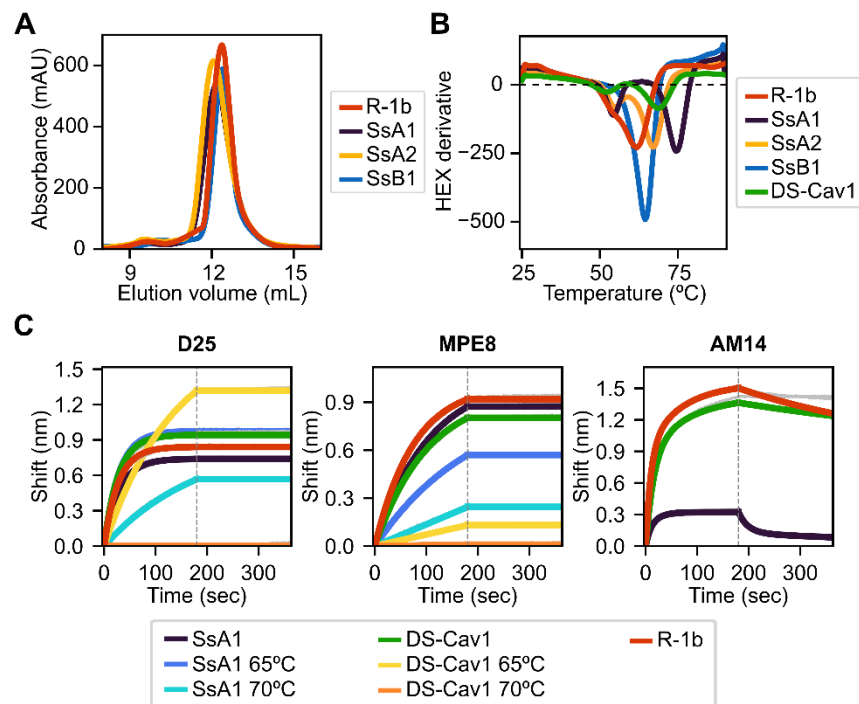 A
Absorbance (mAU)
600
400
200
0
9
12
15
Elution volume (mL)
R-1b
SsA1
SsA2
SsB1
B
HEX derivative
0
−250
−500
25
50
75
Temperature (ºC)
R-1b
SsA1
SsA2
SsB1
DS-Cav1
C
D25
Shift (nm)
1.5
1.2
0.9
0.6
0.3
0.0
0
100
200
300
Time (sec)
MPE8
Shift (nm)
0.9
0.6
0.3
0.0
0
100
200
300
Time (sec)
AM14
Shift (nm)
1.5
1.2
0.9
0.6
0.3
0.0
0
100
200
300
Time (sec)
SsA1
SsA1 65ºC
SsA1 70ºC
DS-Cav1
DS-Cav1 65ºC
DS-Cav1 70ºC
R-1b